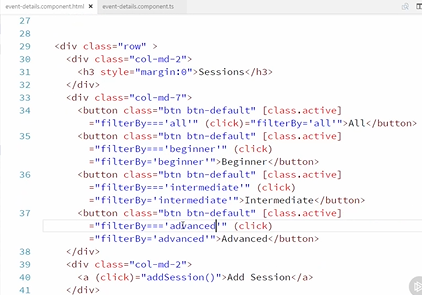 event-details.component.html × event-details.component.ts
27
28
29 <div class="row" >
30 <div class="col-md-2">
31 <h3 style="margin:0">Sessions</h3>
32 </div>
33 <div class="col-md-7">
34 <button class="btn btn-default" [class.active]
="filterBy==='all'" (click)="filterBy='all'">All</button>
35 <button class="btn btn-default" [class.active]
="filterBy==='beginner'" (click)
="filterBy='beginner'">Beginner</button>
36 <button class="btn btn-default" [class.active]
="filterBy==='intermediate'" (click)
="filterBy='intermediate'">Intermediate</button>
37 <button class="btn btn-default" [class.active]
="filterBy==='advanced'" (click)
="filterBy='advanced'">Advanced</button>
38 </div>
39 <div class="col-md-2">
40 <a (click)="addSession()">Add Session</a>
41 </div>